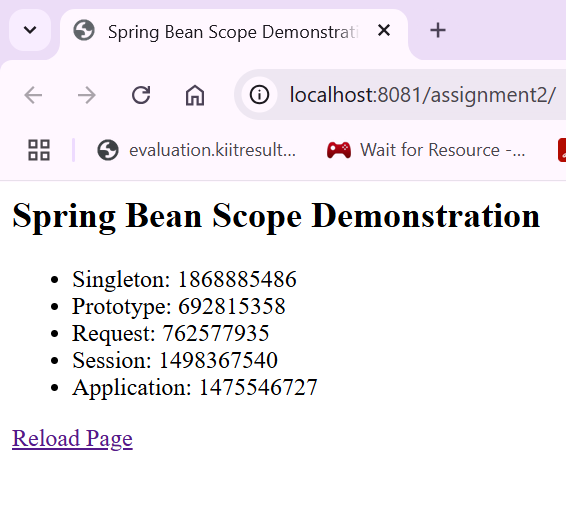 Spring Bean Scope Demonstrati
localhost:8081/assignment2/
evaluation.kiitresult... Wait for Resource -...
Spring Bean Scope Demonstration
Singleton: 1868885486
Prototype: 692815358
Request: 762577935
Session: 1498367540
Application: 1475546727
Reload Page